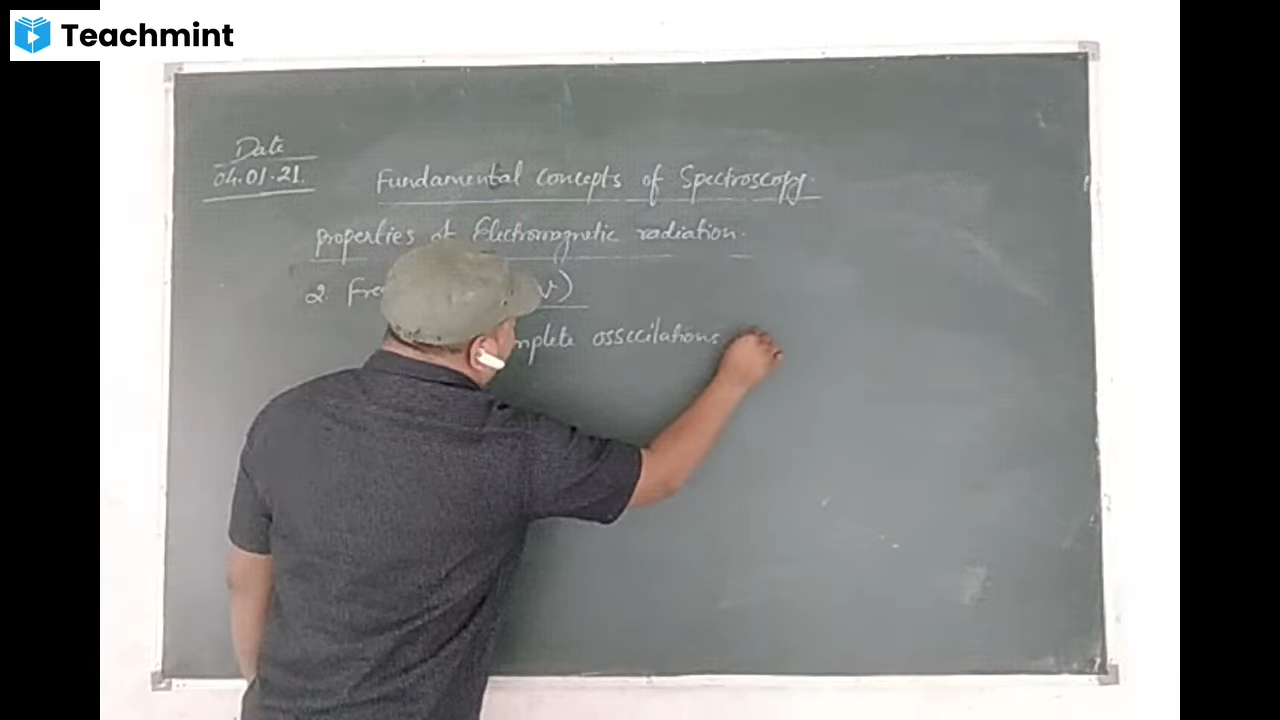 Teachmint
Date
04.01.21.
Fundamental concepts of Spectroscopy.
properties of Electromagnetic radiation.
2. Fre ν)
mplete osscilations